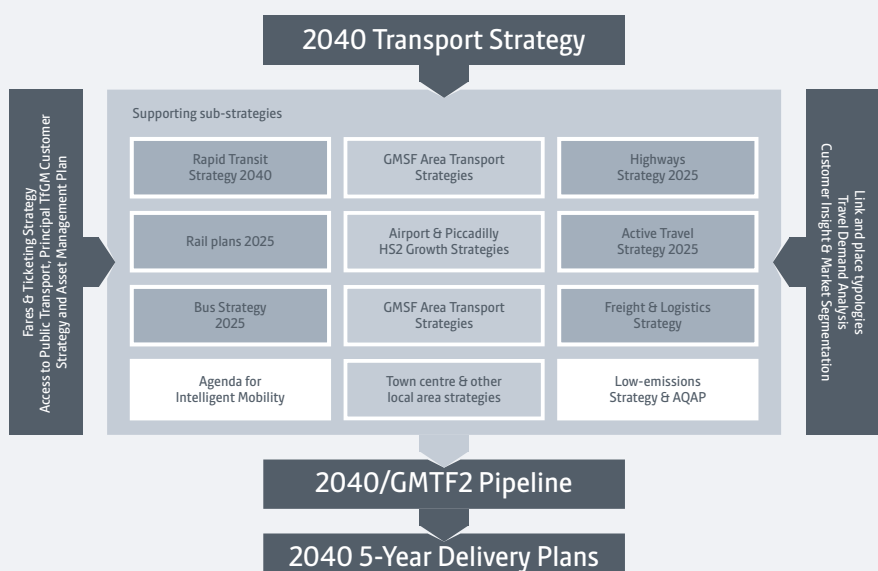 2040 Transport Strategy
Fares & Ticketing Strategy
Access to Public Transport, Principal TfGM Customer
Strategy and Asset Management Plan
Supporting sub-strategies
Rapid Transit
Strategy 2040
GMSF Area Transport
Strategies
Highways
Strategy 2025
Rail plans 2025
Airport & Piccadilly
HS2 Growth Strategies
Active Travel
Strategy 2025
Bus Strategy
2025
GMSF Area Transport
Strategies
Freight & Logistics
Strategy
Agenda for
Intelligent Mobility
Town centre & other
local area strategies
Low-emissions
Strategy & AQAP
Link and place typologies
Travel Demand Analysis
Customer Insight & Market Segmentation
2040/GMTF2 Pipeline
2040 5-Year Delivery Plans